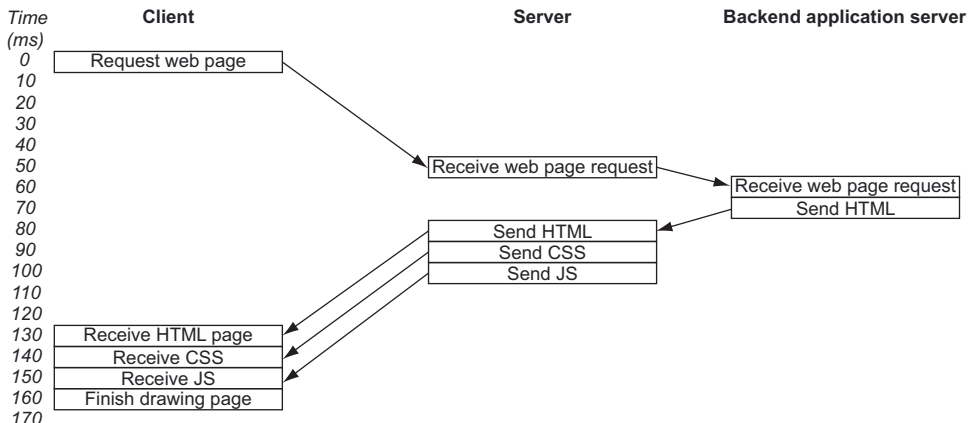 Time Client Server Backend application server
(ms)
0 Request web page
10
20
30
40
50 Receive web page request
60 Receive web page request
70 Send HTML
80 Send HTML
90 Send CSS
100 Send JS
110
120
130 Receive HTML page
140 Receive CSS
150 Receive JS
160 Finish drawing page
170